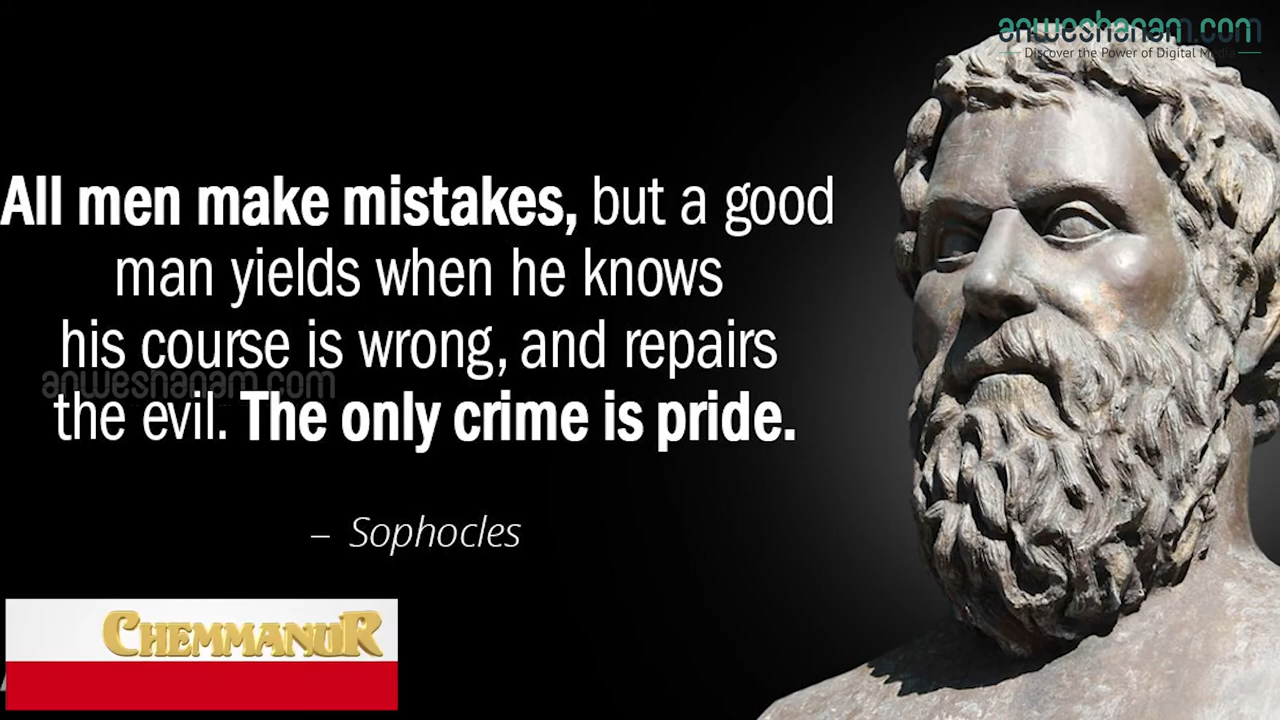 anweshanam.com
Discover the Power of Digital Media
All men make mistakes, but a good
man yields when he knows
his course is wrong, and repairs
anweshanam.com
the evil. The only crime is pride.
– Sophocles
CHEMMANUR